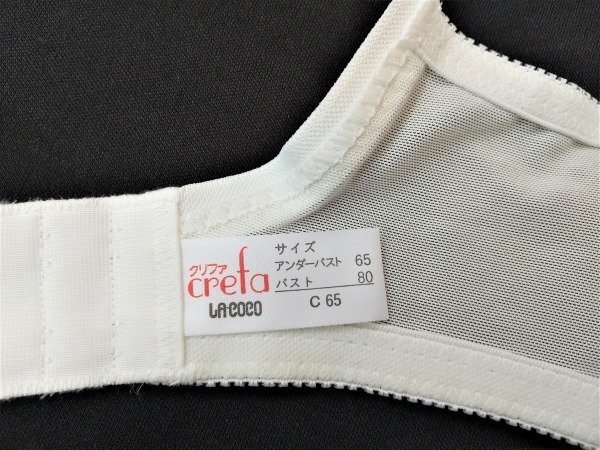 クリファ
crefa
LA·COCO
サイズ
アンダーバスト 65
バスト 80
C 65